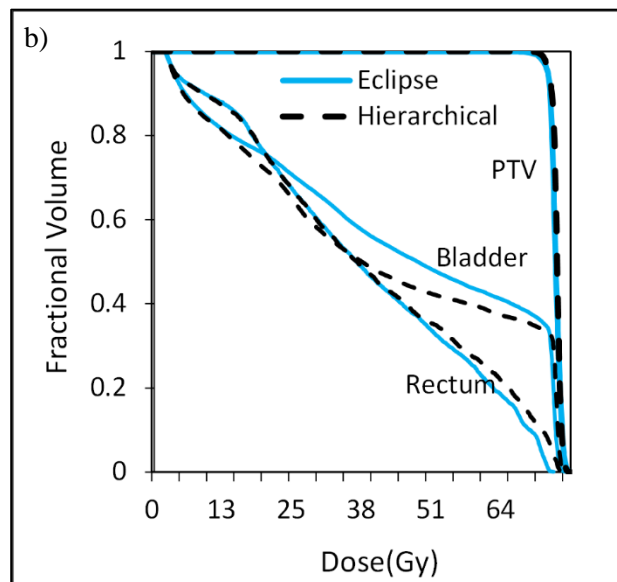 b)
1
Eclipse
Hierarchical
0.8
PTV
0.6
Bladder
0.4
0.2
Rectum
0
0 13 25 38 51 64
Fractional Volume
Dose(Gy)